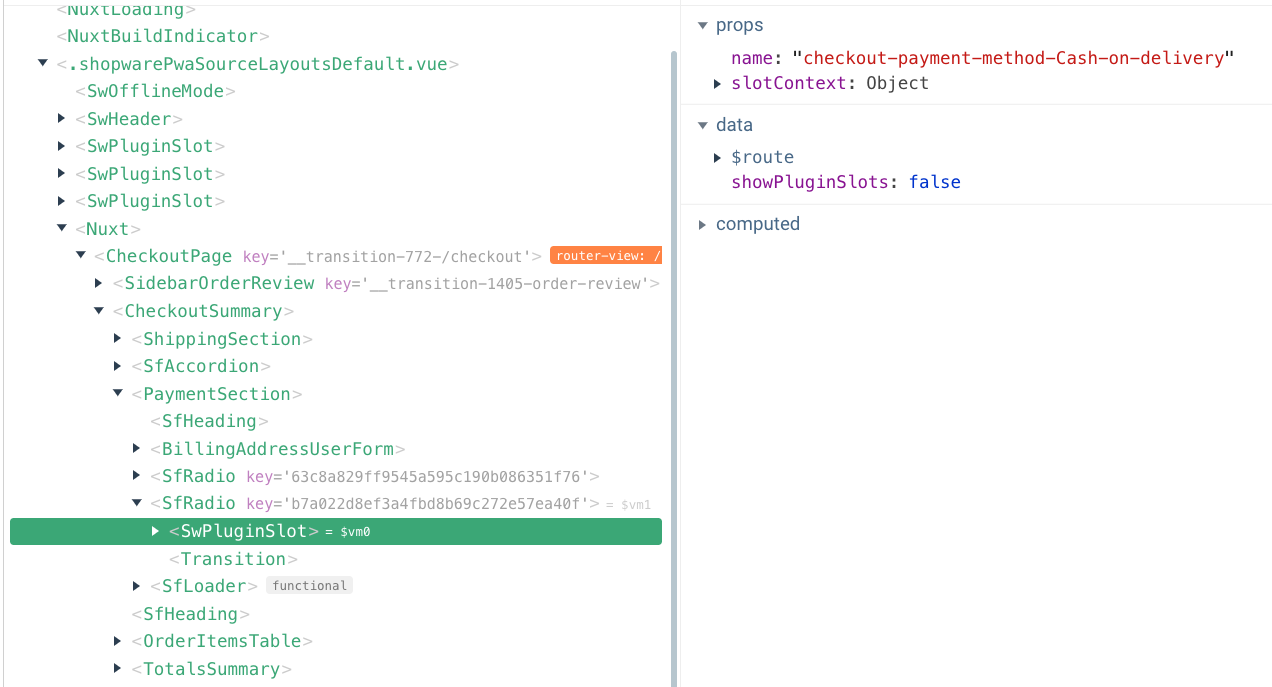 <NuxtLoading>
<NuxtBuildIndicator>
<.shopwarePwaSourceLayoutsDefault.vue>
<SwOfflineMode>
<SwHeader>
<SwPluginSlot>
<SwPluginSlot>
<SwPluginSlot>
<Nuxt>
<CheckoutPage key='__transition-772-/checkout'> router-view: /
<SidebarOrderReview key='__transition-1405-order-review'>
<CheckoutSummary>
<ShippingSection>
<SfAccordion>
<PaymentSection>
<SfHeading>
<BillingAddressUserForm>
<SfRadio key='63c8a829ff9545a595c190b086351f76'>
<SfRadio key='b7a022d8ef3a4fbd8b69c272e57ea40f'> = $vm1
<SwPluginSlot> = $vm0
<Transition>
<SfLoader> functional
<SfHeading>
<OrderItemsTable>
<TotalsSummary>
props
name: "checkout-payment-method-Cash-on-delivery"
slotContext: Object
data
$route
showPluginSlots: false
computed